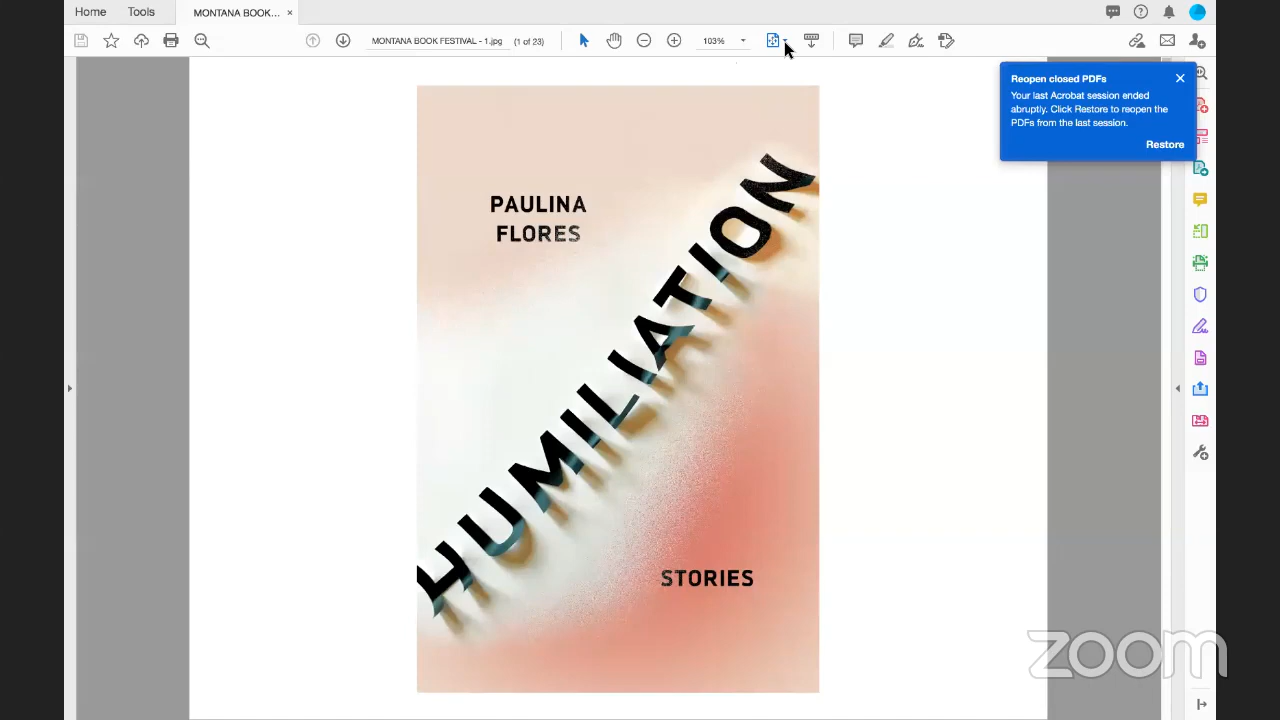 Home
Tools
MONTANA BOOK...
MONTANA BOOK FESTIVAL - 1.jpg
(1 of 23)
103%
Reopen closed PDFs
Your last Acrobat session ended
abruptly. Click Restore to reopen the
PDFs from the last session.
Restore
PAULINA
FLORES
HUMILIATION
STORIES
zoom